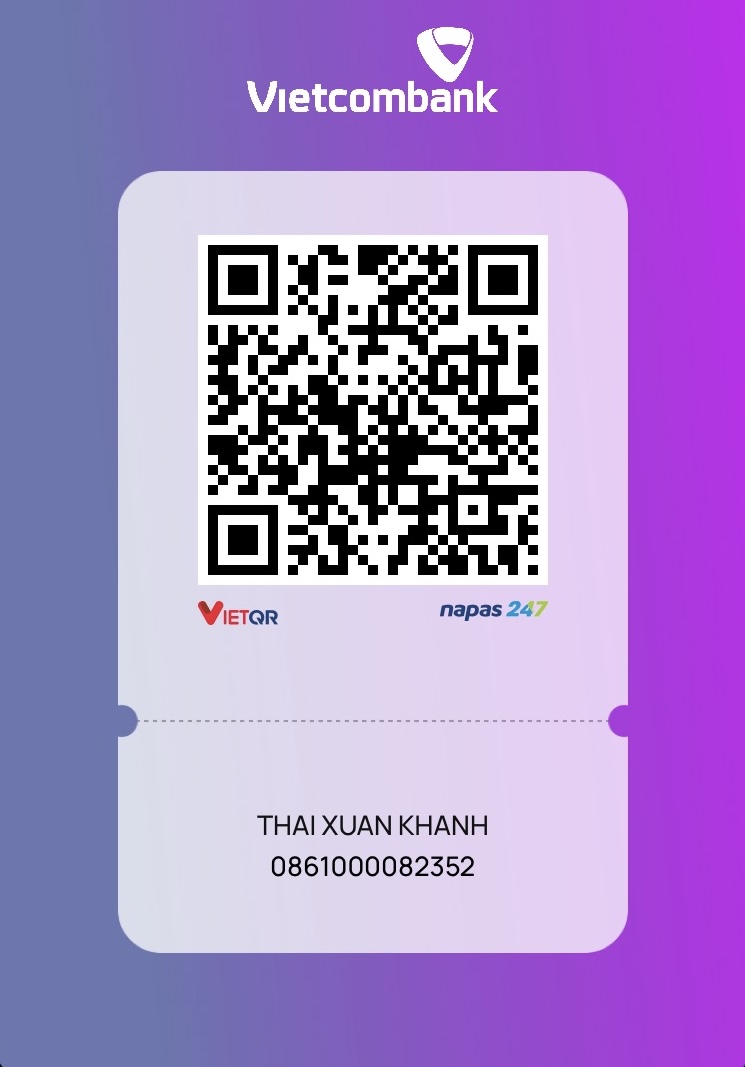 Vietcombank
VIETQR
napas 247
THAI XUAN KHANH
0861000082352